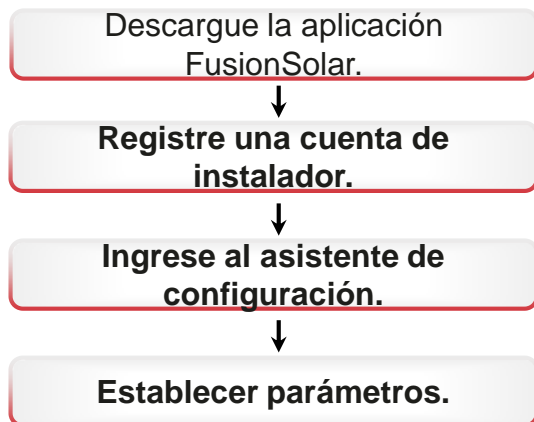 Descargue la aplicación
FusionSolar.
Registre una cuenta de
instalador.
Ingrese al asistente de
configuración.
Establecer parámetros.